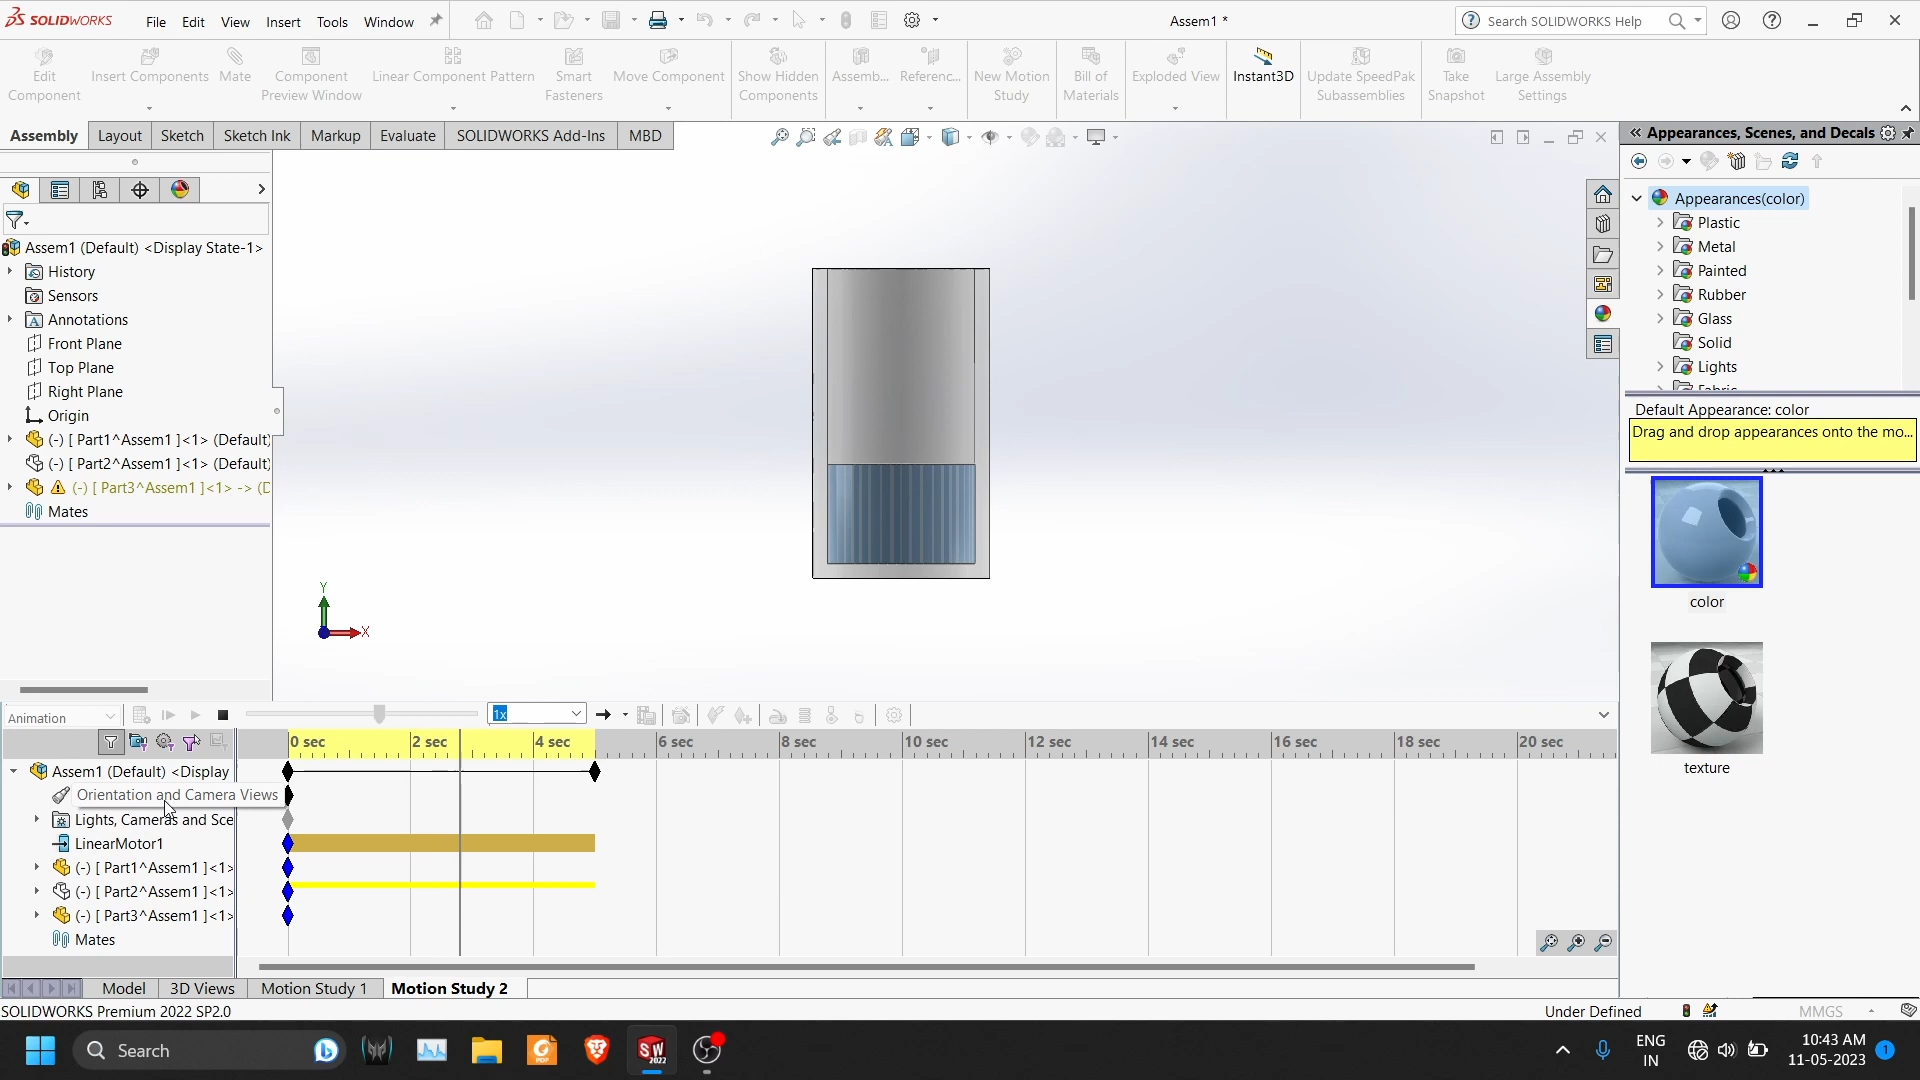 SOLIDWORKS File Edit View Insert Tools Window Assem1 * Search SOLIDWORKS Help
Edit Component
Insert Components
Mate
Component Preview Window
Linear Component Pattern
Smart Fasteners
Move Component
Show Hidden Components
Assemb...
Referenc...
New Motion Study
Bill of Materials
Exploded View
Instant3D
Update SpeedPak Subassemblies
Take Snapshot
Large Assembly Settings
Assembly Layout Sketch Sketch Ink Markup Evaluate SOLIDWORKS Add-Ins MBD
Assem1 (Default) <Display State-1>
History
Sensors
A Annotations
Front Plane
Top Plane
Right Plane
Origin
(-) [ Part1^Assem1 ]<1> (Default)
(-) [ Part2^Assem1 ]<1> (Default)
(-) [ Part3^Assem1 ]<1> -> (D
Mates
Y
X
Appearances, Scenes, and Decals
Appearances(color)
Plastic
Metal
Painted
Rubber
Glass
Solid
Lights
Fabric
Default Appearance: color
Drag and drop appearances onto the mo...
color
texture
Animation 1x
0 sec 2 sec 4 sec 6 sec 8 sec 10 sec 12 sec 14 sec 16 sec 18 sec 20 sec
Assem1 (Default) <Display
Orientation and Camera Views
Lights, Cameras and Sce
LinearMotor1
(-) [ Part1^Assem1 ]<1>
(-) [ Part2^Assem1 ]<1>
(-) [ Part3^Assem1 ]<1>
Mates
Model 3D Views Motion Study 1 Motion Study 2
SOLIDWORKS Premium 2022 SP2.0 Under Defined MMGS
Search
SW 2022
PDF
ENG
IN
10:43 AM
11-05-2023
1